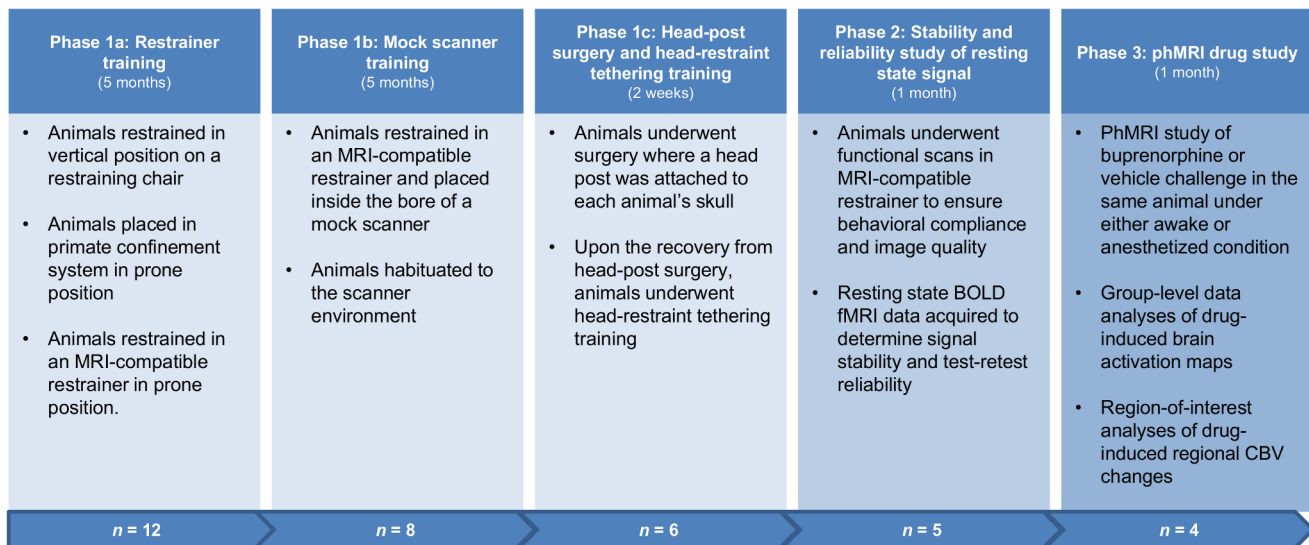 Phase 1a: Restrainer
training
(5 months)
• Animals restrained in
vertical position on a
restraining chair
• Animals placed in
primate confinement
system in prone
position
• Animals restrained in
an MRI-compatible
restrainer in prone
position.
n = 12
Phase 1b: Mock scanner
training
(5 months)
• Animals restrained in
an MRI-compatible
restrainer and placed
inside the bore of a
mock scanner
• Animals habituated to
the scanner
environment
n = 8
Phase 1c: Head-post
surgery and head-restraint
tethering training
(2 weeks)
• Animals underwent
surgery where a head
post was attached to
each animal's skull
• Upon the recovery from
head-post surgery,
animals underwent
head-restraint tethering
training
n = 6
Phase 2: Stability and
reliability study of resting
state signal
(1 month)
• Animals underwent
functional scans in
MRI-compatible
restrainer to ensure
behavioral compliance
and image quality
• Resting state BOLD
fMRI data acquired to
determine signal
stability and test-retest
reliability
n = 5
Phase 3: phMRI drug study
(1 month)
• PhMRI study of
buprenorphine or
vehicle challenge in the
same animal under
either awake or
anesthetized condition
• Group-level data
analyses of drug-
induced brain
activation maps
• Region-of-interest
analyses of drug-
induced regional CBV
changes
n = 4